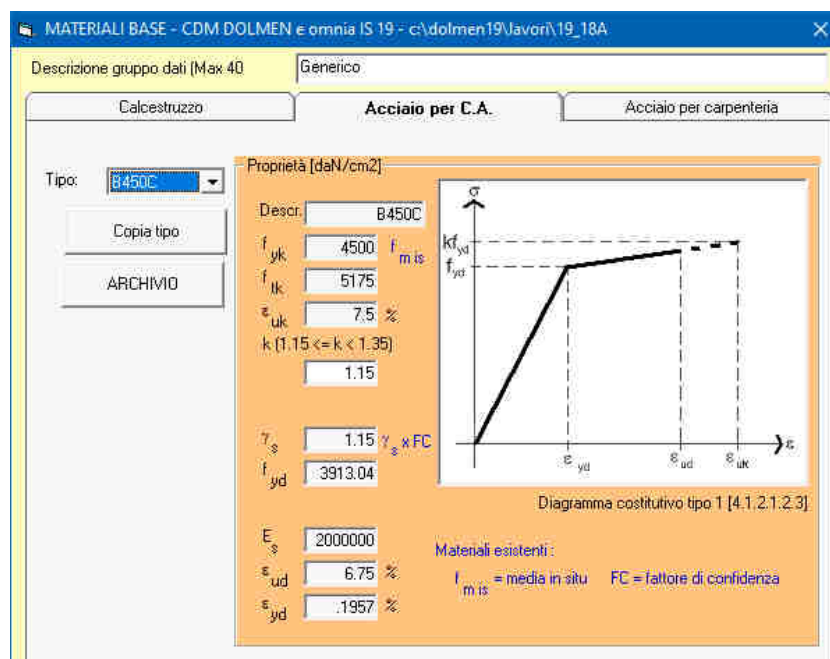 MATERIALI BASE - CDM DOLMEN e omnia IS 19 - c:\dolmen19\lavori\19_18A
Descrizione gruppo dati (Max 40 Generico
Calcestruzzo Acciaio per C.A. Acciaio per carpenteria
Tipo: B450C
Copia tipo
ARCHIVIO
Proprietà [daN/cm2]
Descr. B450C
f yk 4500 f m is
f tk 5175
ε uk 7.5 %
k (1.15 <= k < 1.35)
1.15
γ s 1.15 γ s x FC
f yd 3913.04
E s 2000000
ε ud 6.75 %
ε yd .1957 %
σ
kf yd
f yd
ε yd ε ud ε uk ε
Diagramma costitutivo tipo 1 [4.1.2.1.2.3]
Materiali esistenti :
f m is = media in situ FC = fattore di confidenza